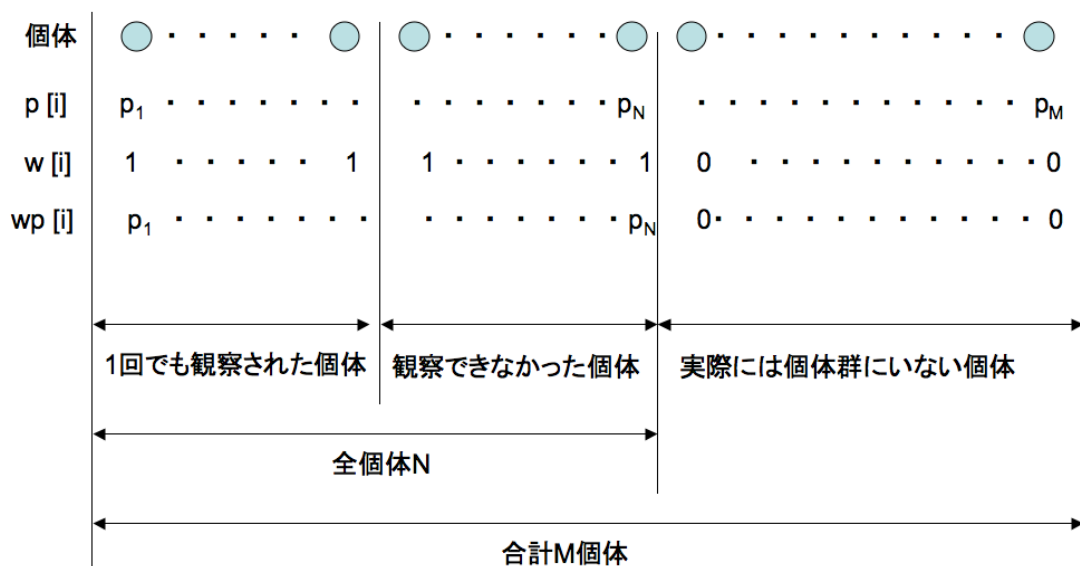 個体 ・・・・・ ・・・・・・ ・・・・・・・・・・
p [i] p1 ・・・・・・・ ・・・・・・・pN ・・・・・・・・・・・ pM
w [i] 1 ・・・・・ 1 1 ・・・・・・ 1 0 ・・・・・・・・・・0
wp [i] p1 ・・・・・・・ ・・・・・・・pN 0・・・・・・・・・・・ 0
1回でも観察された個体 観察できなかった個体 実際には個体群にいない個体
全個体N
合計M個体